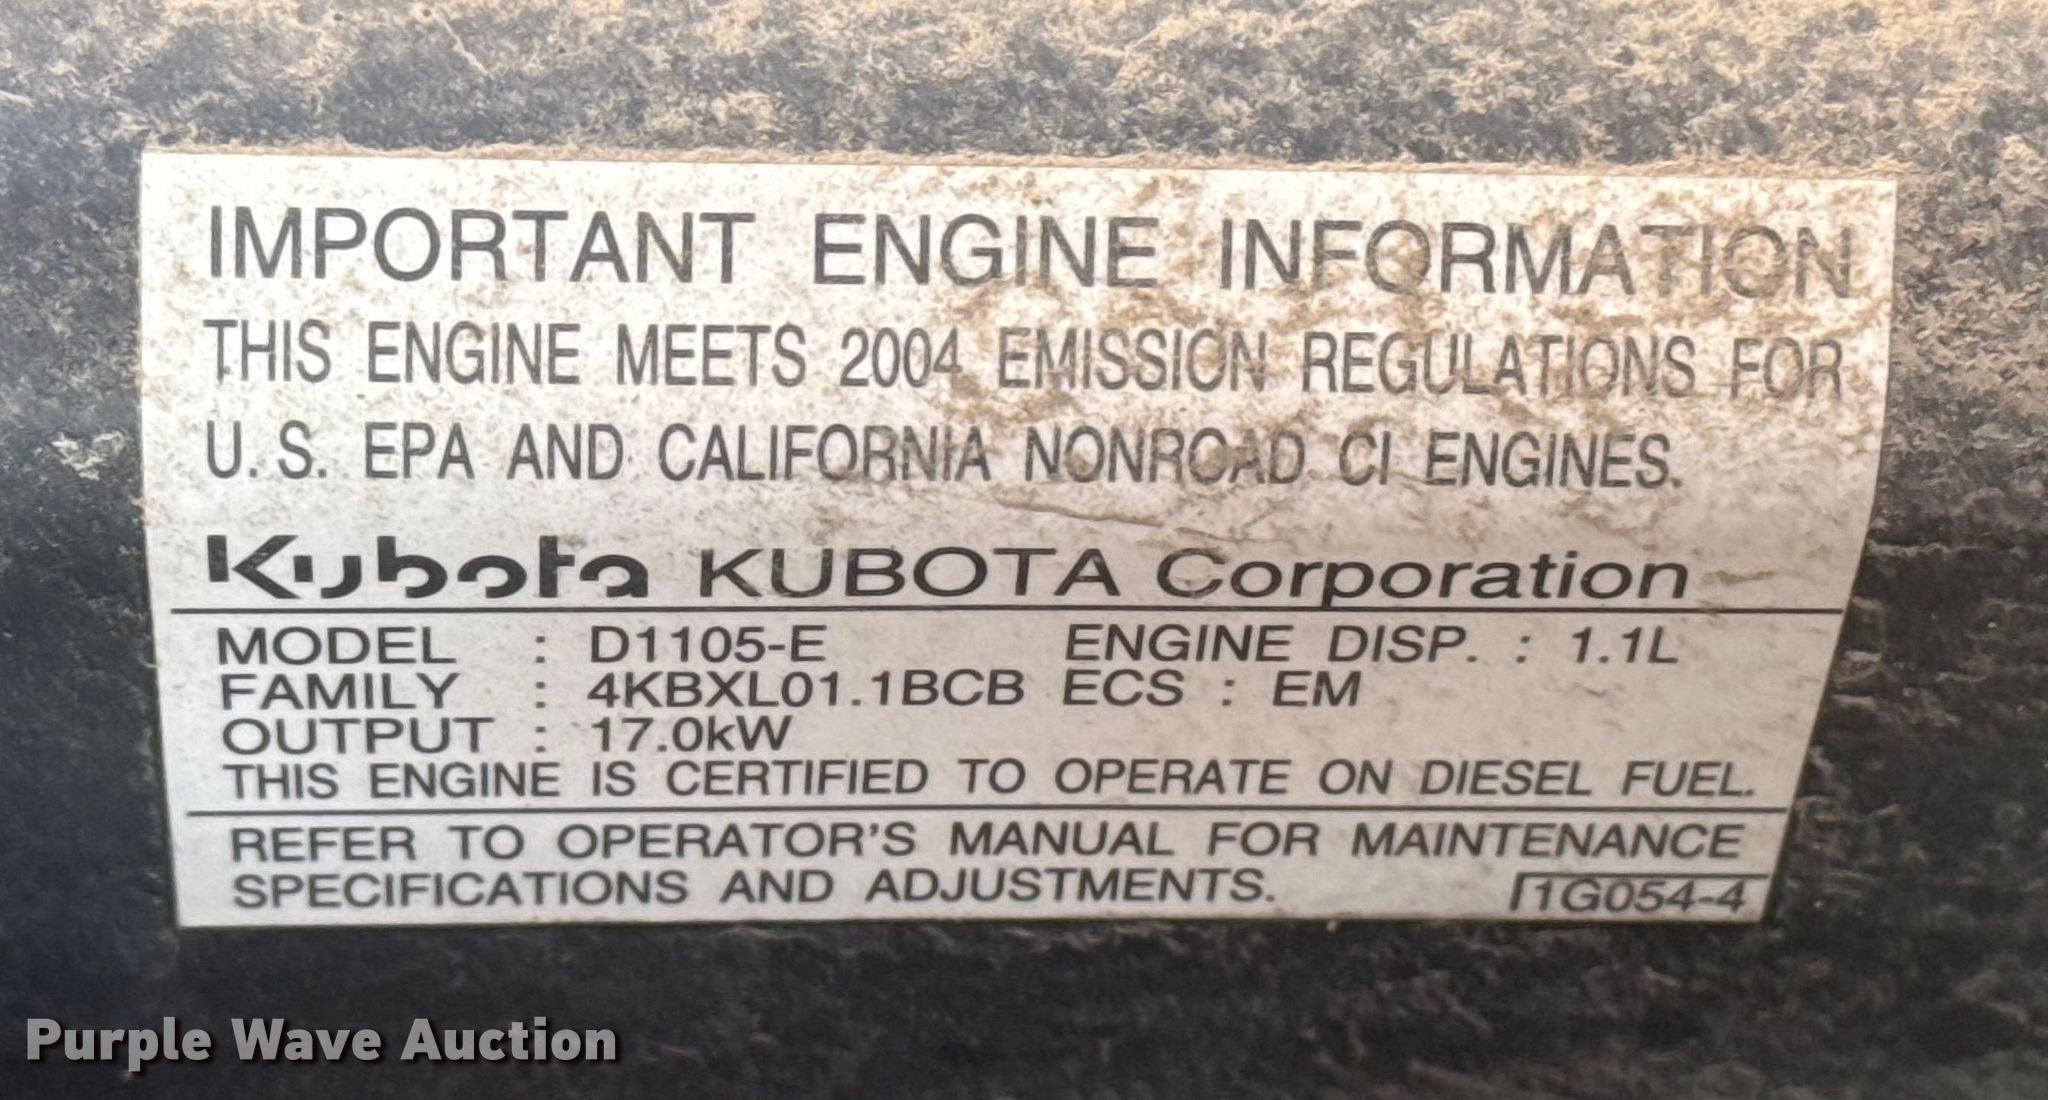 IMPORTANT ENGINE INFORMATION
THIS ENGINE MEETS 2004 EMISSION REGULATIONS FOR
U.S. EPA AND CALIFORNIA NONROAD CI ENGINES.
Kubota KUBOTA Corporation
MODEL : D1105-E ENGINE DISP. : 1.1L
FAMILY : 4KBXL01.1BCB ECS : EM
OUTPUT : 17.0kW
THIS ENGINE IS CERTIFIED TO OPERATE ON DIESEL FUEL.
REFER TO OPERATOR'S MANUAL FOR MAINTENANCE
SPECIFICATIONS AND ADJUSTMENTS.
1G054-4
Purple Wave Auction